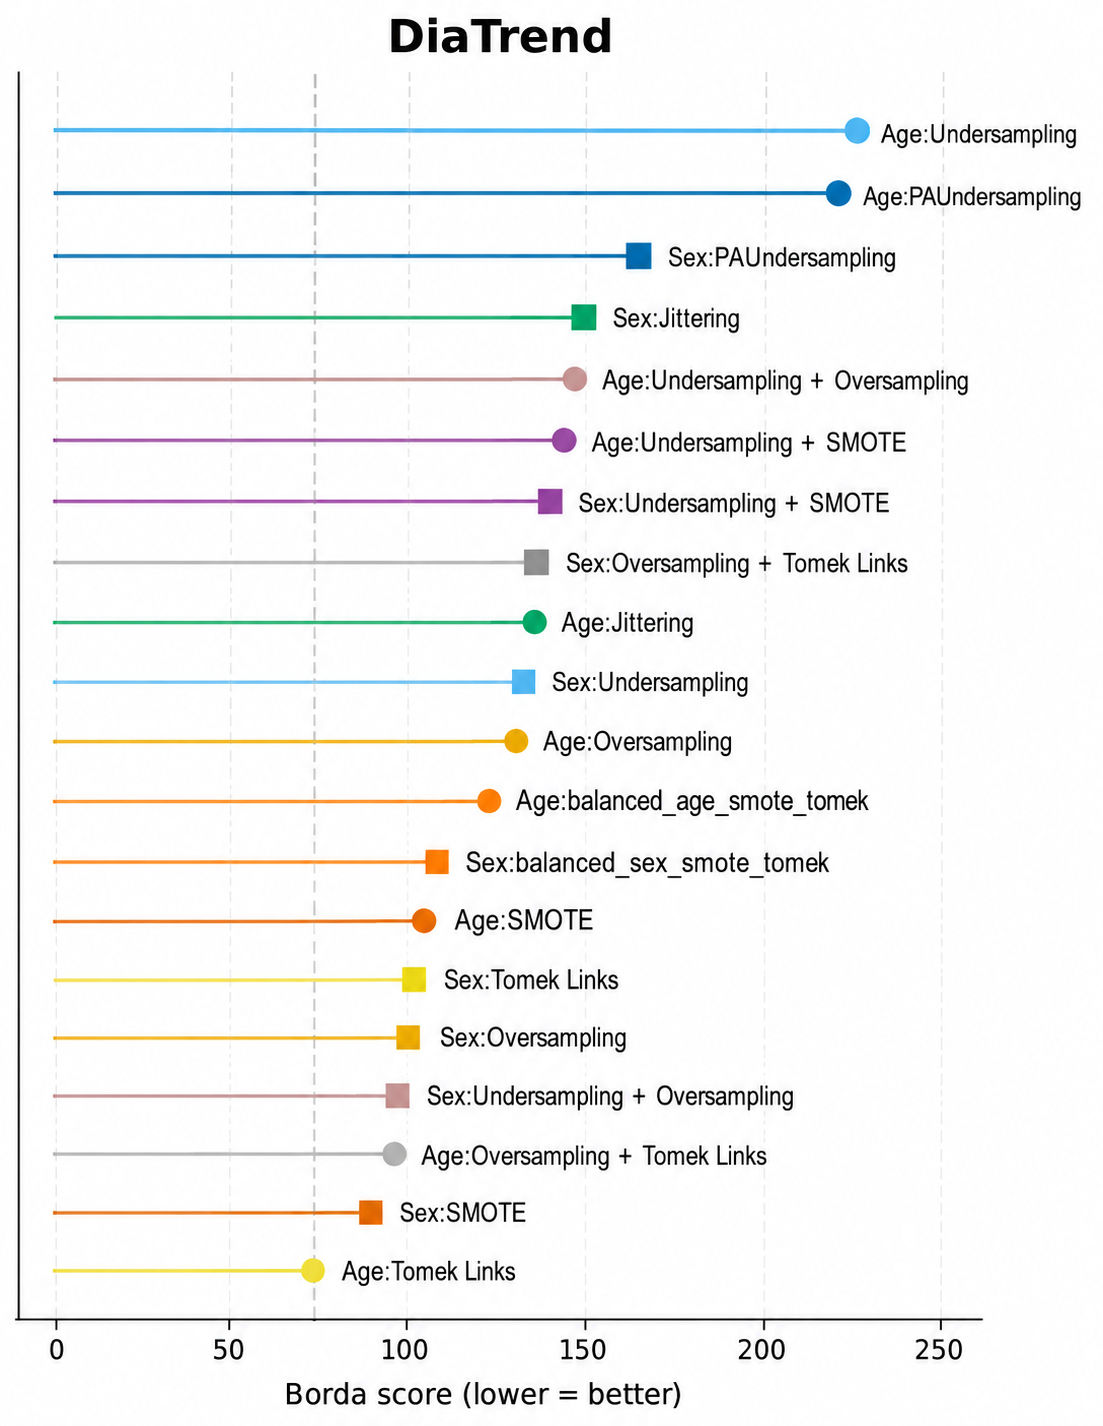 DiaTrend
Age:Undersampling
Age:PAUndersampling
Sex:PAUndersampling
Sex:Jittering
Age:Undersampling + Oversampling
Age:Undersampling + SMOTE
Sex:Undersampling + SMOTE
Sex:Oversampling + Tomek Links
Age:Jittering
Sex:Undersampling
Age:Oversampling
Age:balanced_age_smote_tomek
Sex:balanced_sex_smote_tomek
Age:SMOTE
Sex:Tomek Links
Sex:Oversampling
Sex:Undersampling + Oversampling
Age:Oversampling + Tomek Links
Sex:SMOTE
Age:Tomek Links
0 50 100 150 200 250
Borda score (lower = better)